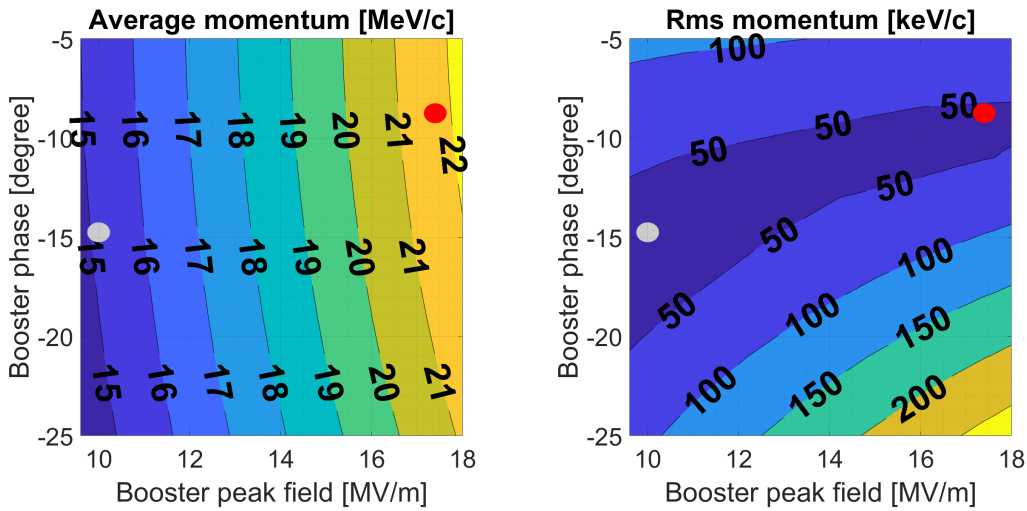 Average momentum [MeV/c]
-5
-10
-15
-20
-25
15 16 17 18 19 20 21 22
15 16 17 18 19 20 21
15 16 17 18 19 20 21
10 12 14 16 18
Booster phase [degree]
Booster peak field [MV/m]
Rms momentum [keV/c]
-5
-10
-15
-20
-25
100
50 50 50
50
50
50
100
100
100
150
150
200
10 12 14 16 18
Booster phase [degree]
Booster peak field [MV/m]